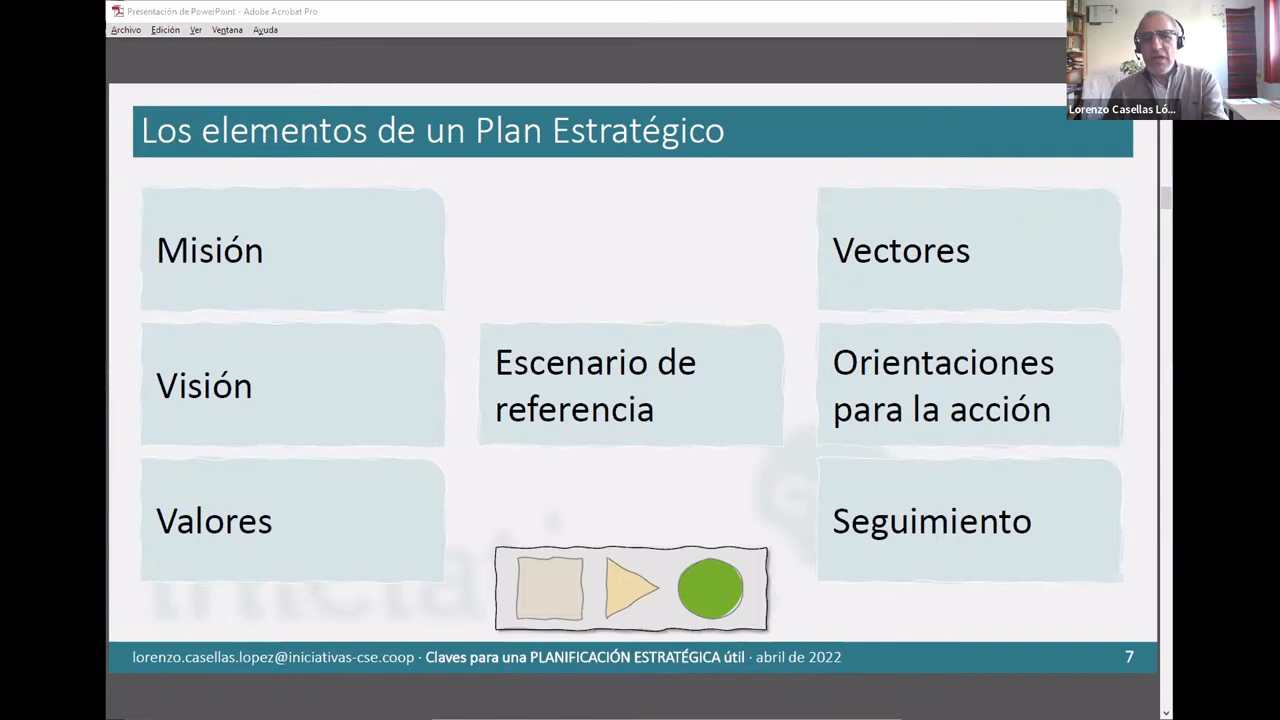 Presentación de PowerPoint - Adobe Acrobat Pro
Archivo Edición Ver Ventana Ayuda
Lorenzo Casellas Ló...
Los elementos de un Plan Estratégico
Misión
Vectores
Visión
Escenario de
referencia
Orientaciones
para la acción
Valores
Seguimiento
lorenzo.casellas.lopez@iniciativas-cse.coop · Claves para una PLANIFICACIÓN ESTRATÉGICA útil · abril de 2022
7